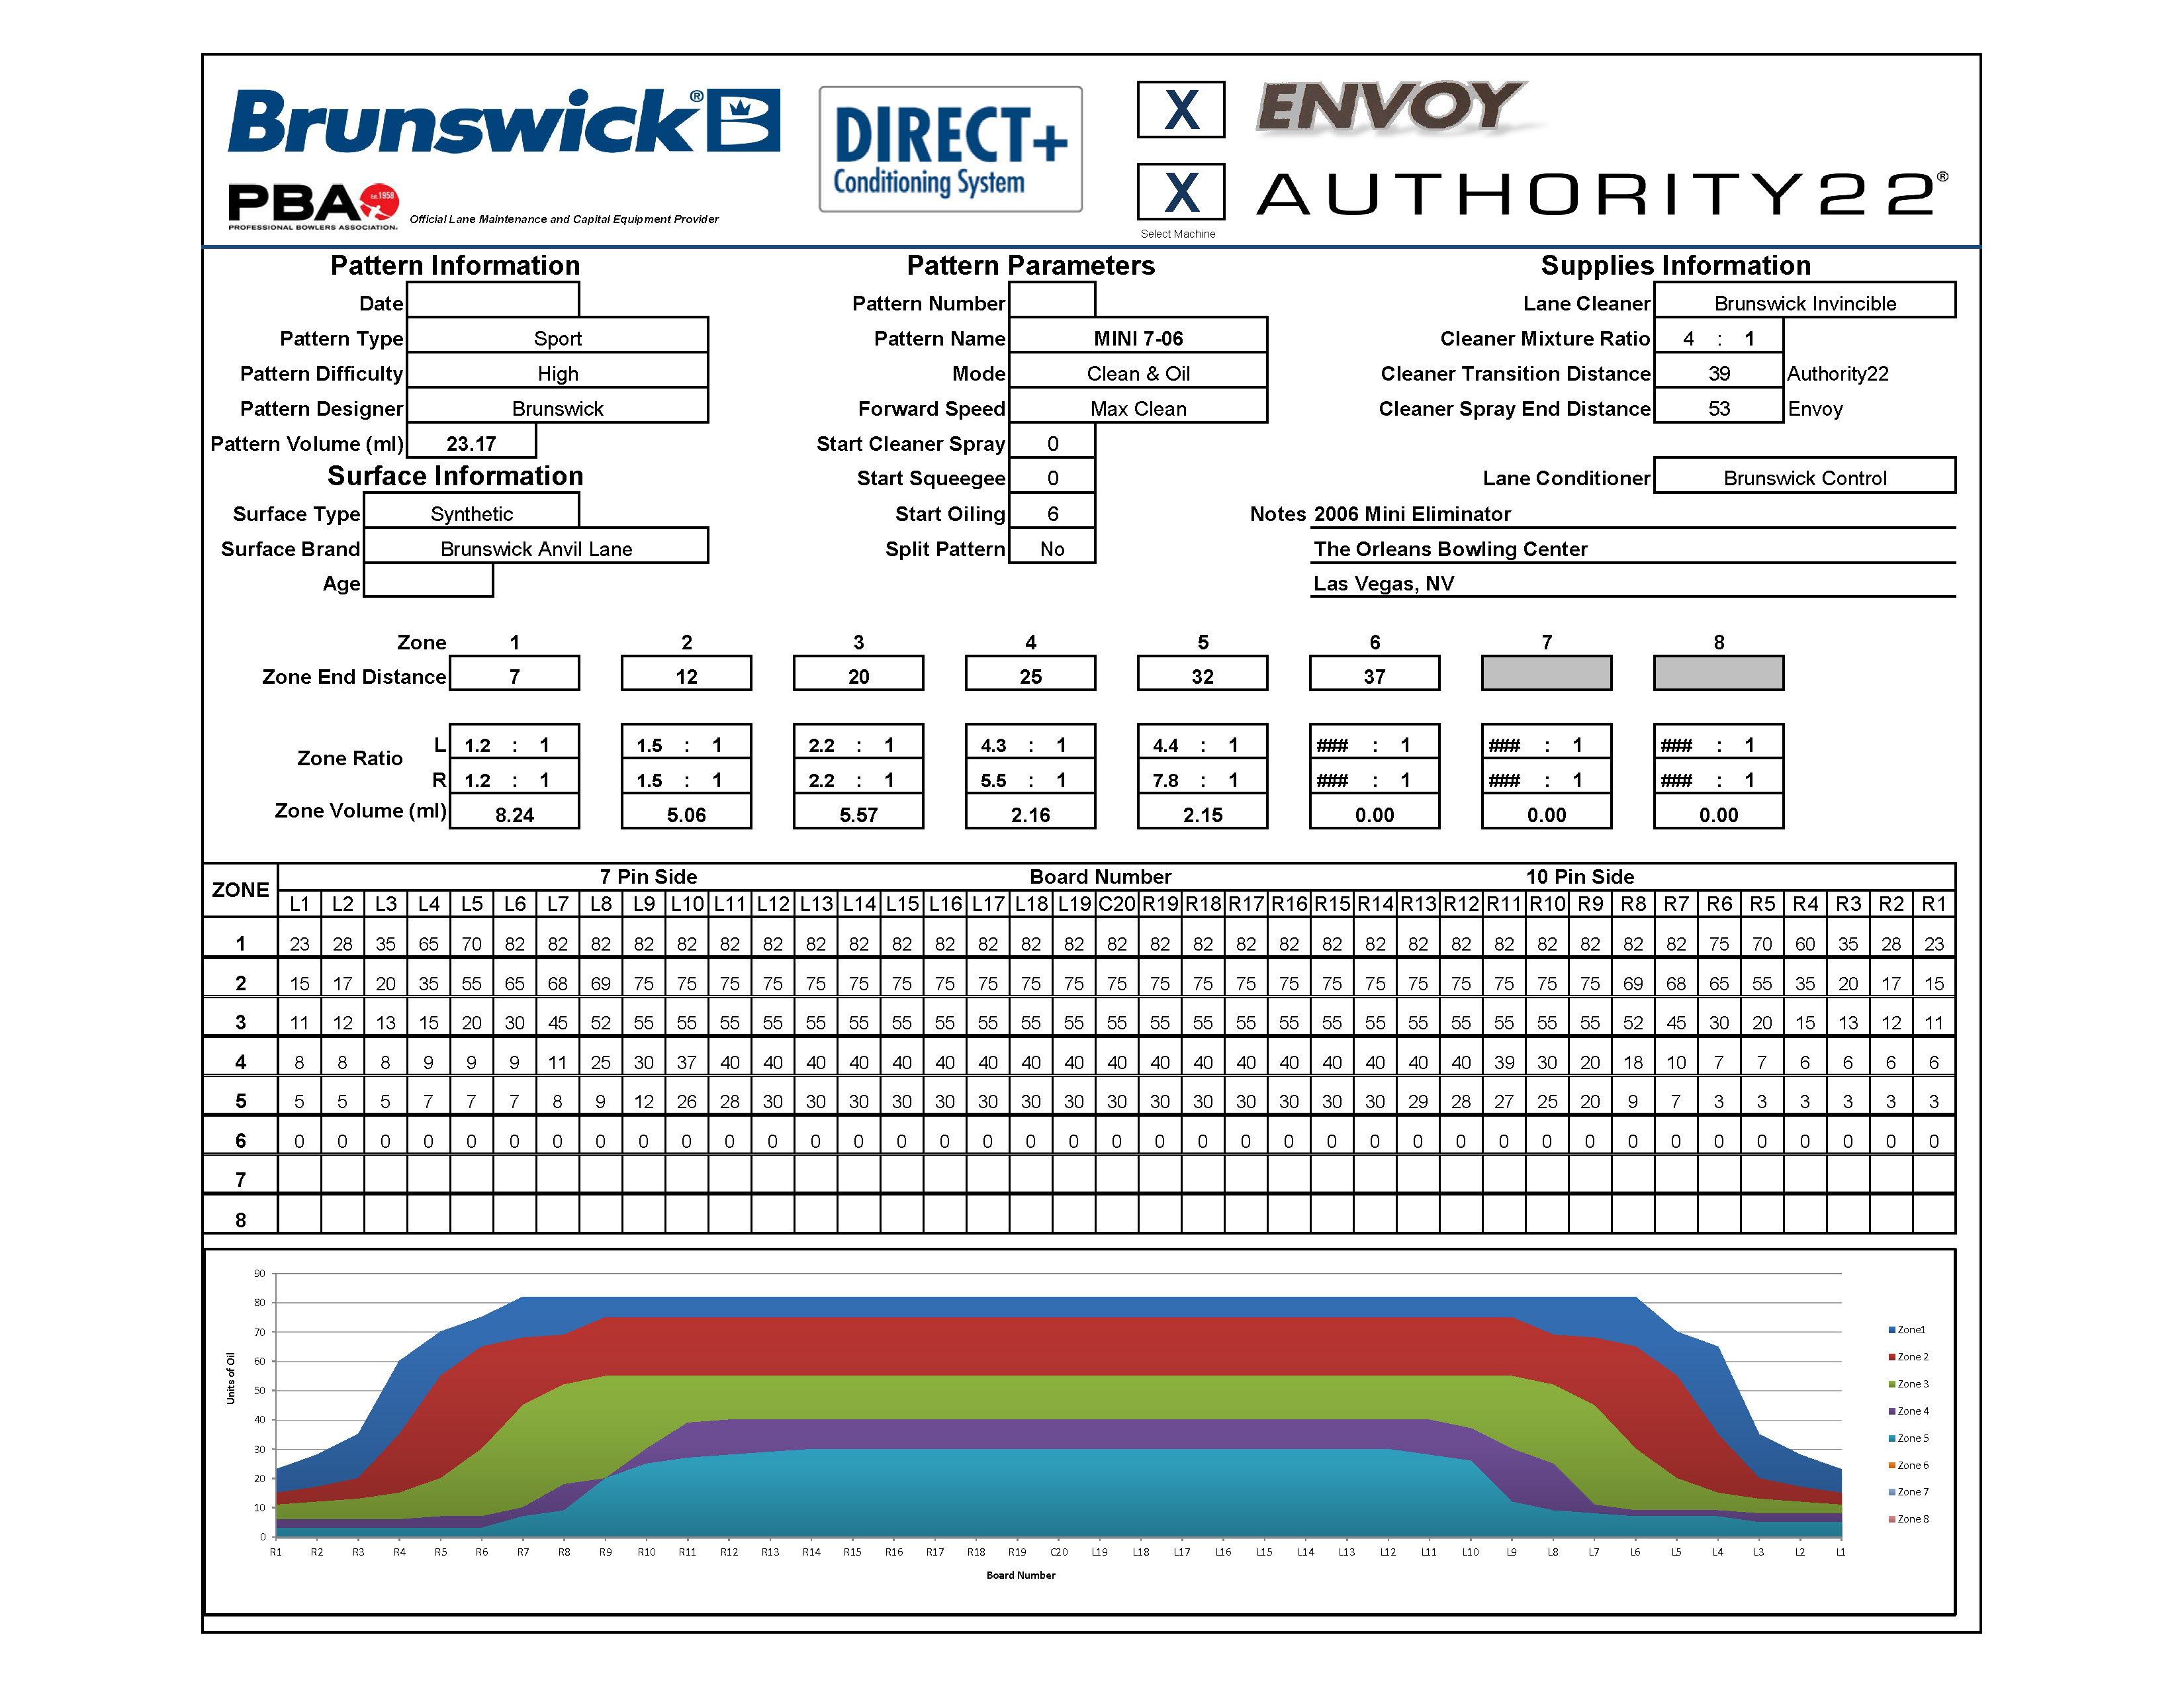 Brunswick® B
DIRECT+
Conditioning System
X ENVOY
X AUTHORITY22®
Select Machine
PBA est.1958
PROFESSIONAL BOWLERS ASSOCIATION.
Official Lane Maintenance and Capital Equipment Provider
Pattern Information
Date
Pattern Type Sport
Pattern Difficulty High
Pattern Designer Brunswick
Pattern Volume (ml) 23.17
Surface Information
Surface Type Synthetic
Surface Brand Brunswick Anvil Lane
Age
Pattern Parameters
Pattern Number
Pattern Name MINI 7-06
Mode Clean & Oil
Forward Speed Max Clean
Start Cleaner Spray 0
Start Squeegee 0
Start Oiling 6
Split Pattern No
Supplies Information
Lane Cleaner Brunswick Invincible
Cleaner Mixture Ratio 4 : 1
Cleaner Transition Distance 39 Authority22
Cleaner Spray End Distance 53 Envoy
Lane Conditioner Brunswick Control
Notes 2006 Mini Eliminator
The Orleans Bowling Center
Las Vegas, NV
Zone 1 2 3 4 5 6 7 8
Zone End Distance 7 12 20 25 32 37
Zone Ratio
L 1.2 : 1 1.5 : 1 2.2 : 1 4.3 : 1 4.4 : 1 ### : 1 ### : 1 ### : 1
R 1.2 : 1 1.5 : 1 2.2 : 1 5.5 : 1 7.8 : 1 ### : 1 ### : 1 ### : 1
Zone Volume (ml) 8.24 5.06 5.57 2.16 2.15 0.00 0.00 0.00
ZONE 7 Pin Side Board Number 10 Pin Side
L1 L2 L3 L4 L5 L6 L7 L8 L9 L10 L11 L12 L13 L14 L15 L16 L17 L18 L19 C20 R19 R18 R17 R16 R15 R14 R13 R12 R11 R10 R9 R8 R7 R6 R5 R4 R3 R2 R1
1 23 28 35 65 70 82 82 82 82 82 82 82 82 82 82 82 82 82 82 82 82 82 82 82 82 82 82 82 82 82 82 82 82 75 70 60 35 28 23
2 15 17 20 35 55 65 68 69 75 75 75 75 75 75 75 75 75 75 75 75 75 75 75 75 75 75 75 75 75 75 75 69 68 65 55 35 20 17 15
3 11 12 13 15 20 30 45 52 55 55 55 55 55 55 55 55 55 55 55 55 55 55 55 55 55 55 55 55 55 55 55 52 45 30 20 15 13 12 11
4 8 8 8 9 9 9 11 25 30 37 40 40 40 40 40 40 40 40 40 40 40 40 40 40 40 40 40 40 39 30 20 18 10 7 7 6 6 6 6
5 5 5 5 7 7 7 8 9 12 26 28 30 30 30 30 30 30 30 30 30 30 30 30 30 30 30 29 28 27 25 20 9 7 3 3 3 3 3 3
6 0 0 0 0 0 0 0 0 0 0 0 0 0 0 0 0 0 0 0 0 0 0 0 0 0 0 0 0 0 0 0 0 0 0 0 0 0 0 0
7
8
90
80
70
60
50
40
30
20
10
0
Units of Oil
R1 R2 R3 R4 R5 R6 R7 R8 R9 R10 R11 R12 R13 R14 R15 R16 R17 R18 R19 C20 L19 L18 L17 L16 L15 L14 L13 L12 L11 L10 L9 L8 L7 L6 L5 L4 L3 L2 L1
Board Number
Zone1
Zone 2
Zone 3
Zone 4
Zone 5
Zone 6
Zone 7
Zone 8